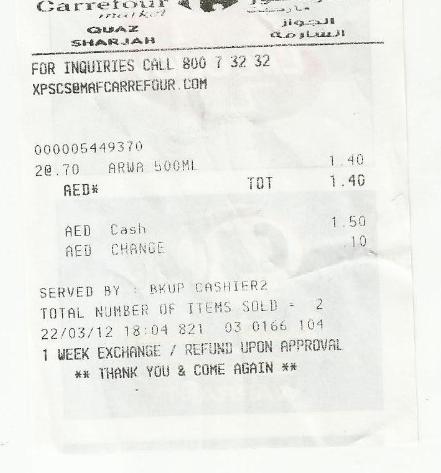 Carrefour
market
QUAZ
SHARJAH
الجواز
الشارقة
FOR INQUIRIES CALL 800 7 32 32
XPSCS@MAFCARREFOUR.COM
000005449370
2@.70 ARWA 500ML 1.40
AED* TOT 1.40
AED Cash 1.50
AED CHANGE .10
SERVED BY : BKUP CASHIER2
TOTAL NUMBER OF ITEMS SOLD = 2
22/03/12 18:04 821 03 0166 104
1 WEEK EXCHANGE / REFUND UPON APPROVAL
** THANK YOU & COME AGAIN **